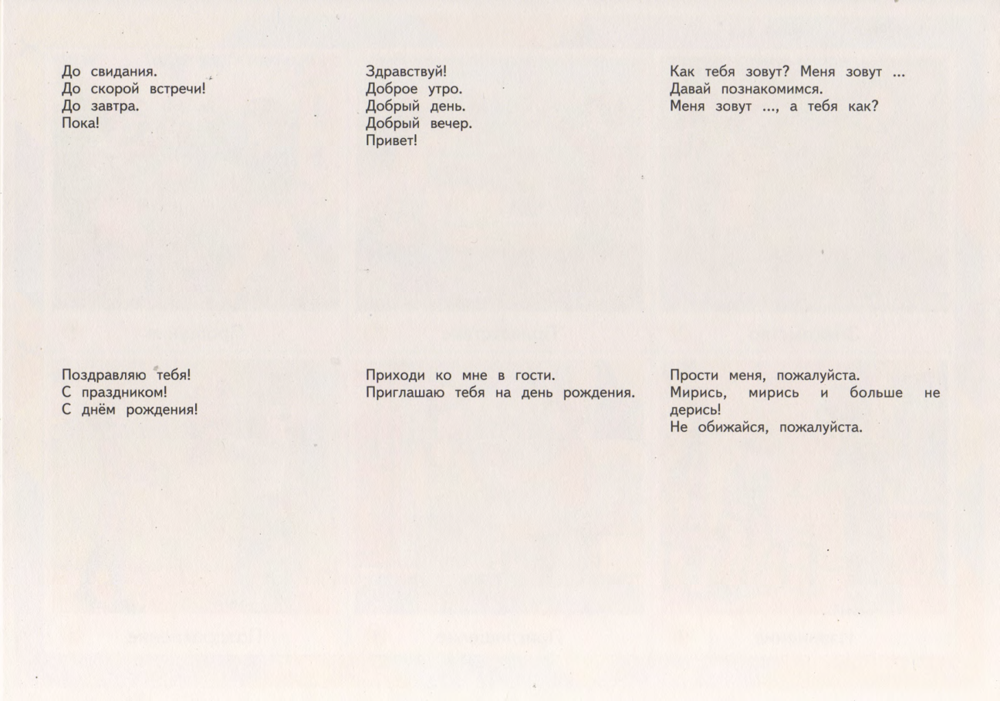 До свидания.
До скорой встречи!
До завтра.
Пока!
Здравствуй!
Доброе утро.
Добрый день.
Добрый вечер.
Привет!
Как тебя зовут? Меня зовут ...
Давай познакомимся.
Меня зовут ..., а тебя как?
Поздравляю тебя!
С праздником!
С днём рождения!
Приходи ко мне в гости.
Приглашаю тебя на день рождения.
Прости меня, пожалуйста.
Мирись, мирись и больше не
дерись!
Не обижайся, пожалуйста.